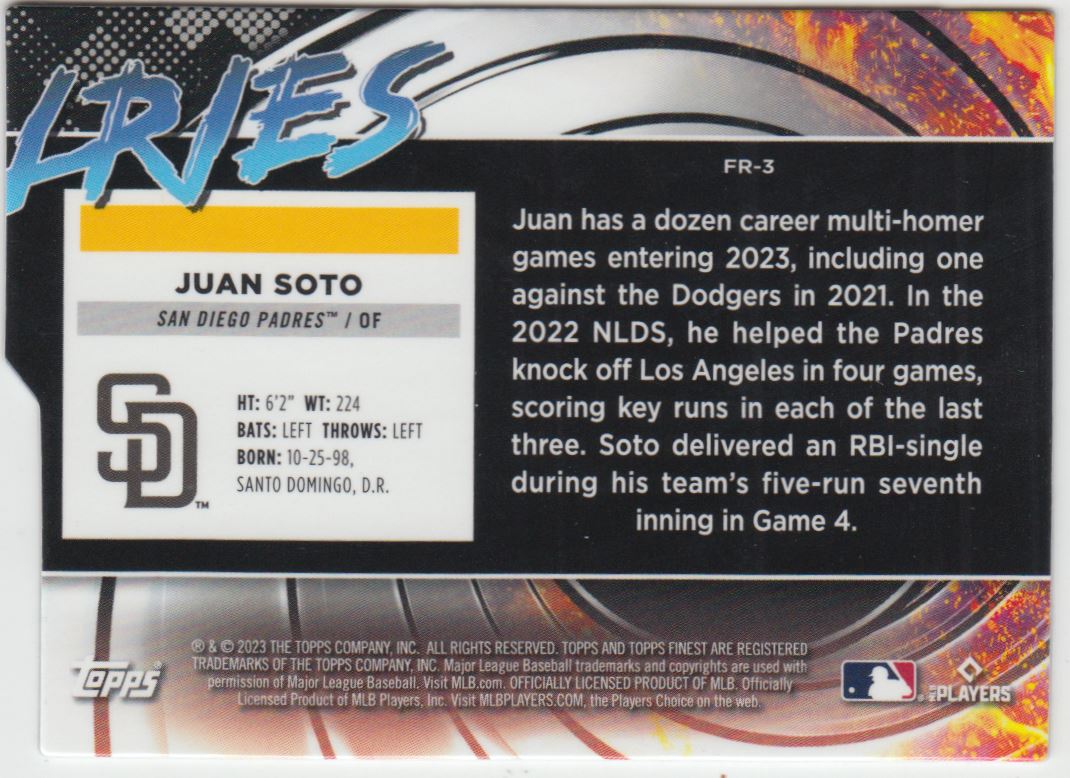 LRIES
FR-3
JUAN SOTO
SAN DIEGO PADRES™ / OF
SD™
HT: 6'2" WT: 224
BATS: LEFT THROWS: LEFT
BORN: 10-25-98,
SANTO DOMINGO, D.R.
Juan has a dozen career multi-homer
games entering 2023, including one
against the Dodgers in 2021. In the
2022 NLDS, he helped the Padres
knock off Los Angeles in four games,
scoring key runs in each of the last
three. Soto delivered an RBI-single
during his team's five-run seventh
inning in Game 4.
® & © 2023 THE TOPPS COMPANY, INC. ALL RIGHTS RESERVED. TOPPS AND TOPPS FINEST ARE REGISTERED
TRADEMARKS OF THE TOPPS COMPANY, INC. Major League Baseball trademarks and copyrights are used with
permission of Major League Baseball. Visit MLB.com. OFFICIALLY LICENSED PRODUCT OF MLB. Officially
Licensed Product of MLB Players, Inc. Visit MLBPLAYERS.COM, the Players Choice on the web.
Topps®
®
MLB PLAYERS